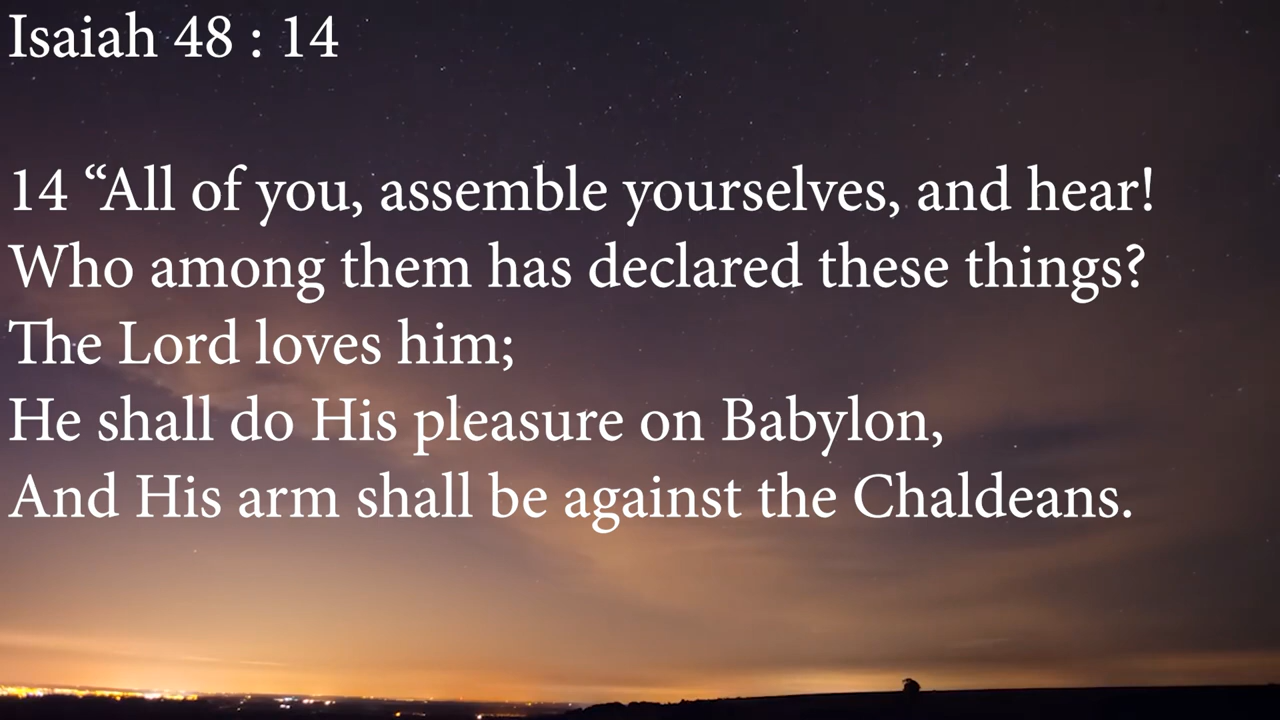 Isaiah 48 : 14
14 “All of you, assemble yourselves, and hear!
Who among them has declared these things?
The Lord loves him;
He shall do His pleasure on Babylon,
And His arm shall be against the Chaldeans.